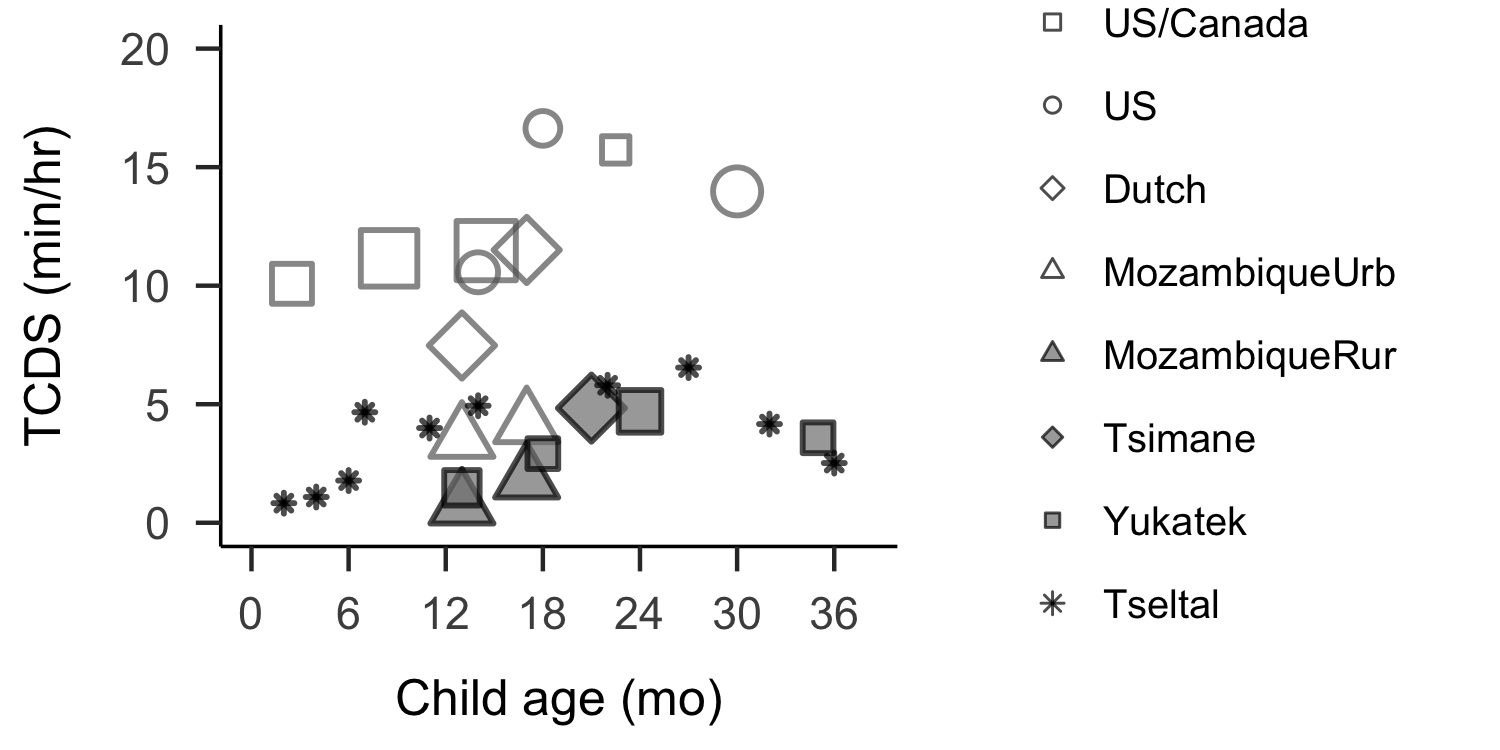 TCDS (min/hr)
20
15
10
5
0
0 6 12 18 24 30 36
Child age (mo)
US/Canada
US
Dutch
MozambiqueUrb
MozambiqueRur
Tsimane
Yukatek
Tseltal